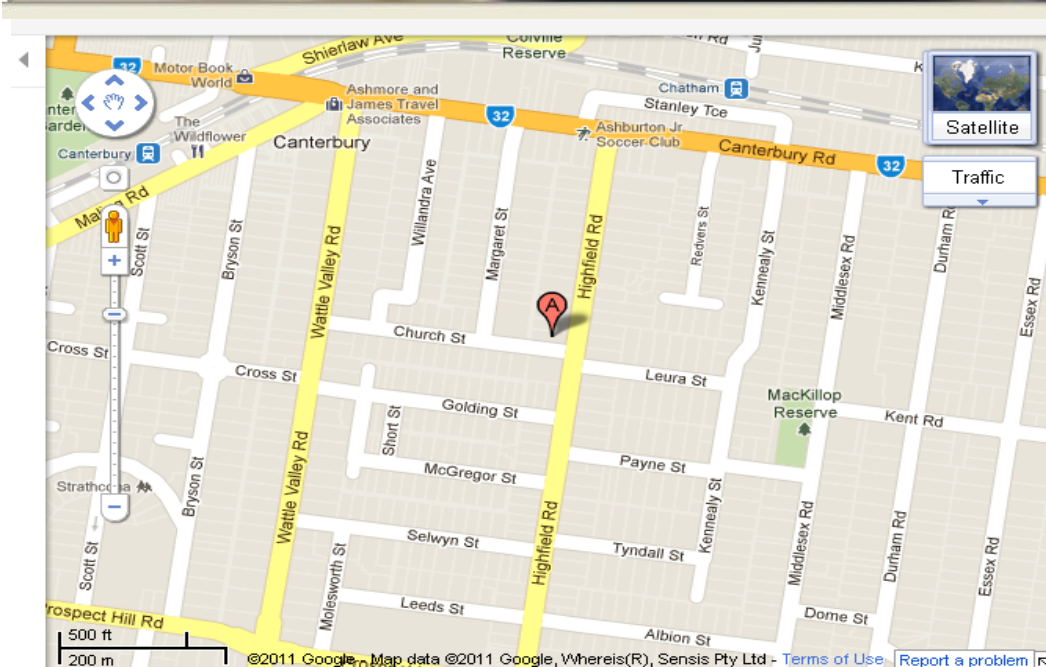 Shierlaw Ave
Colville
Reserve
32
Motor Book
World
Chatham
Satellite
Ashmore and
James Travel
Associates
32
Stanley Tce
The
Wildflower
Canterbury
Ashburton Jr
Soccer Club
Canterbury Rd
32
Traffic
Canterbury
Maling Rd
Scott St
Bryson St
Wattle Valley Rd
Willandra Ave
Margaret St
Highfield Rd
Redvers St
Kennealy St
Middlesex Rd
Durham Rd
Essex Rd
A
Church St
Cross St
Cross St
Leura St
MacKillop
Reserve
Golding St
Short St
Kent Rd
McGregor St
Payne St
Bryson St
Wattle Valley Rd
Selwyn St
Highfield Rd
Tyndall St
Kennealy St
Middlesex Rd
Durham Rd
Essex Rd
Scott St
Molesworth St
Leeds St
Dome St
Albion St
Prospect Hill Rd
500 ft
200 m
©2011 Google - Map data ©2011 Google, Whereis(R), Sensis Pty Ltd - Terms of Use
Report a problem